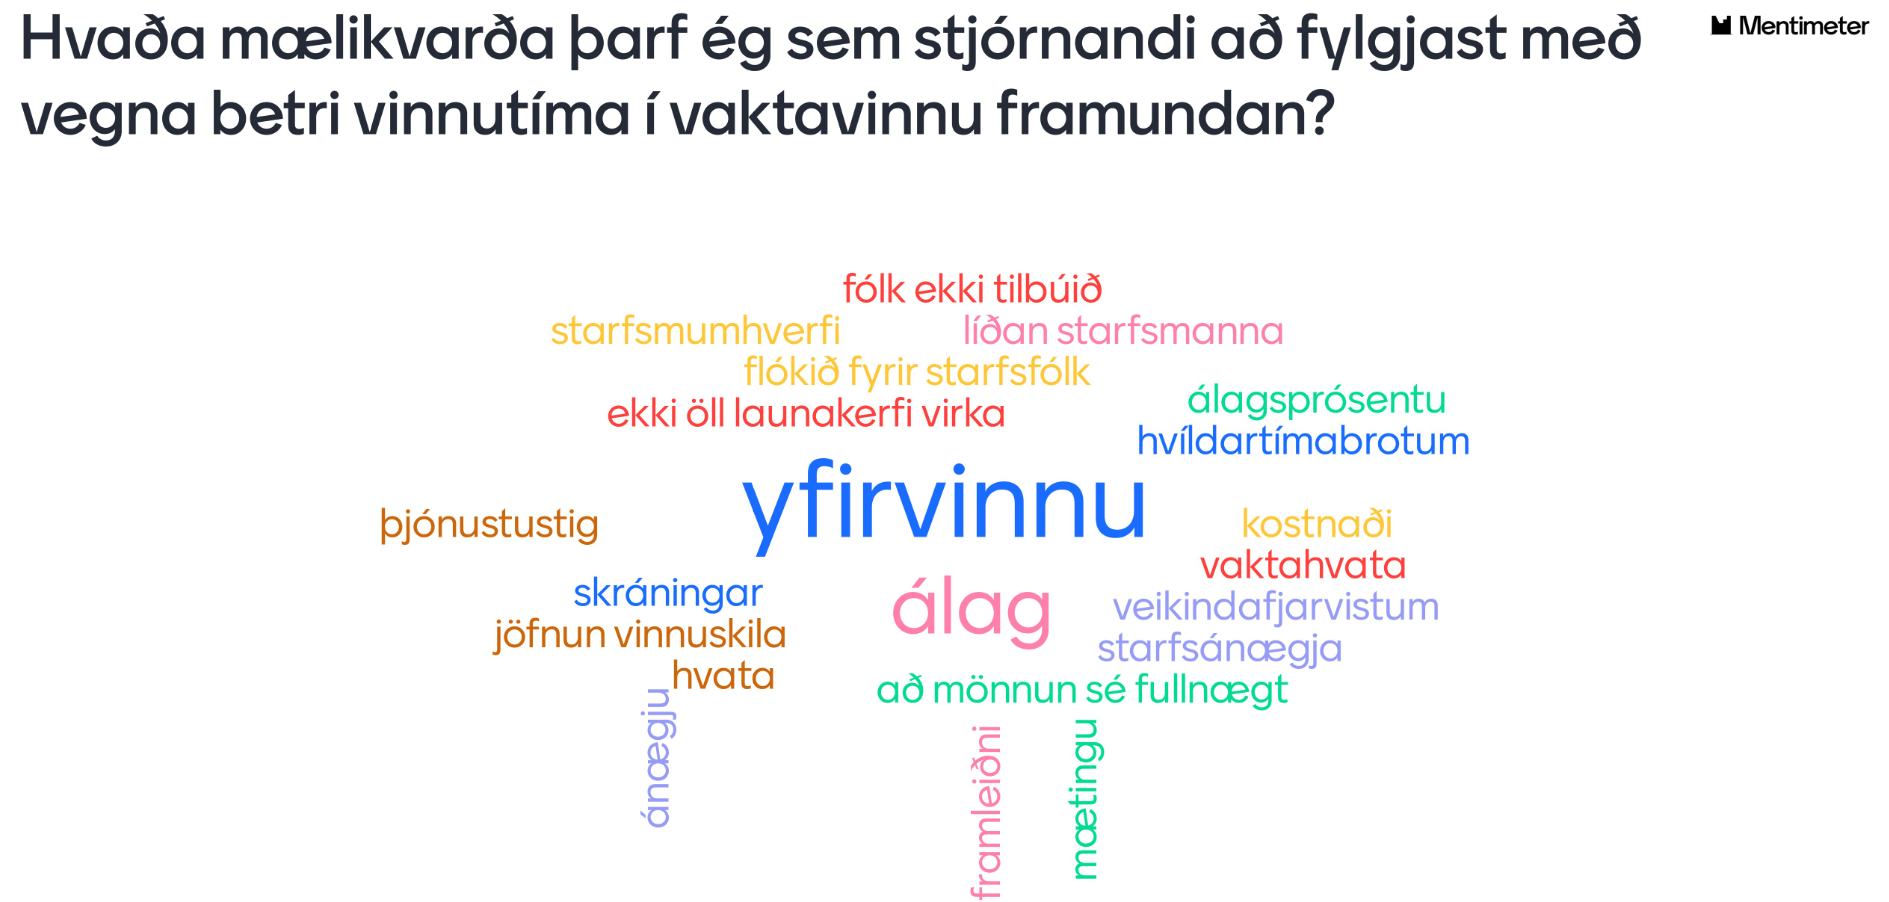 Hvaða mælikvarða þarf ég sem stjórnandi að fylgjast með
vegna betri vinnutíma í vaktavinnu framundan?
Mentimeter
fólk ekki tilbúið
starfsmumhverfi
líðan starfsmanna
flókið fyrir starfsfólk
álagsprósentu
ekki öll launakerfi virka
hvíldartímabrotum
yfirvinnu
þjónustustig
kostnaði
vaktahvata
skráningar
álag
veikindafjarvistum
jöfnun vinnuskila
starfsánægja
hvata
að mönnun sé fullnægt
ánægju
framleiðni
mætingu